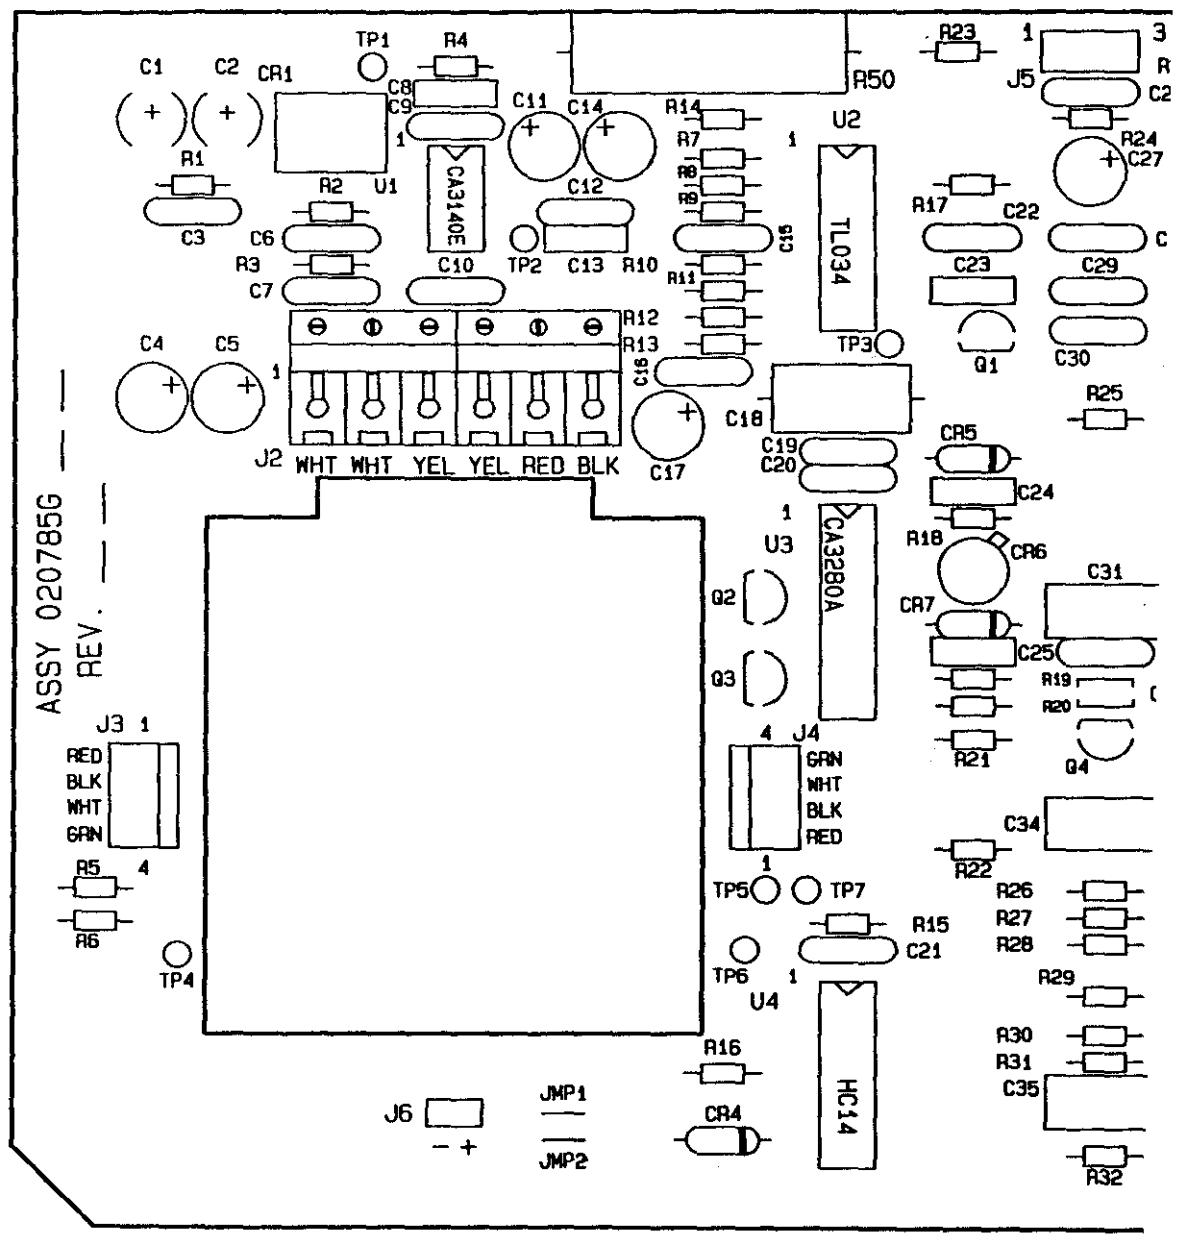 TP1
R4
R23
1
3
C1
C2
CR1
C8
R50
J5
R
C2
C9
C11
C14
R14
U2
1
R7
1
R24
C27
R1
R2
U1
CA3140E
C12
R8
R9
R17
C22
C3
C6
TP2
C13
R10
C15
TL034
C
R3
C10
R11
C23
C29
C7
R12
R13
TP3
Q1
C30
C4
C5
1
C16
R25
C18
CR5
J2
WHT
WHT
YEL
YEL
RED
BLK
C17
C19
C20
C24
ASSY 020785G
REV.
1
U3
CA3280A
R18
CR6
C31
Q2
CR7
C25
Q3
R19
R20
J3
1
4
J4
R21
Q4
RED
BLK
WHT
GRN
GRN
WHT
BLK
RED
C34
R5
4
1
R22
TP5
TP7
R26
R6
R15
R27
R28
TP4
TP6
1
C21
U4
R29
R30
R16
R31
C35
J6
- +
JMP1
JMP2
CR4
HC14
R32